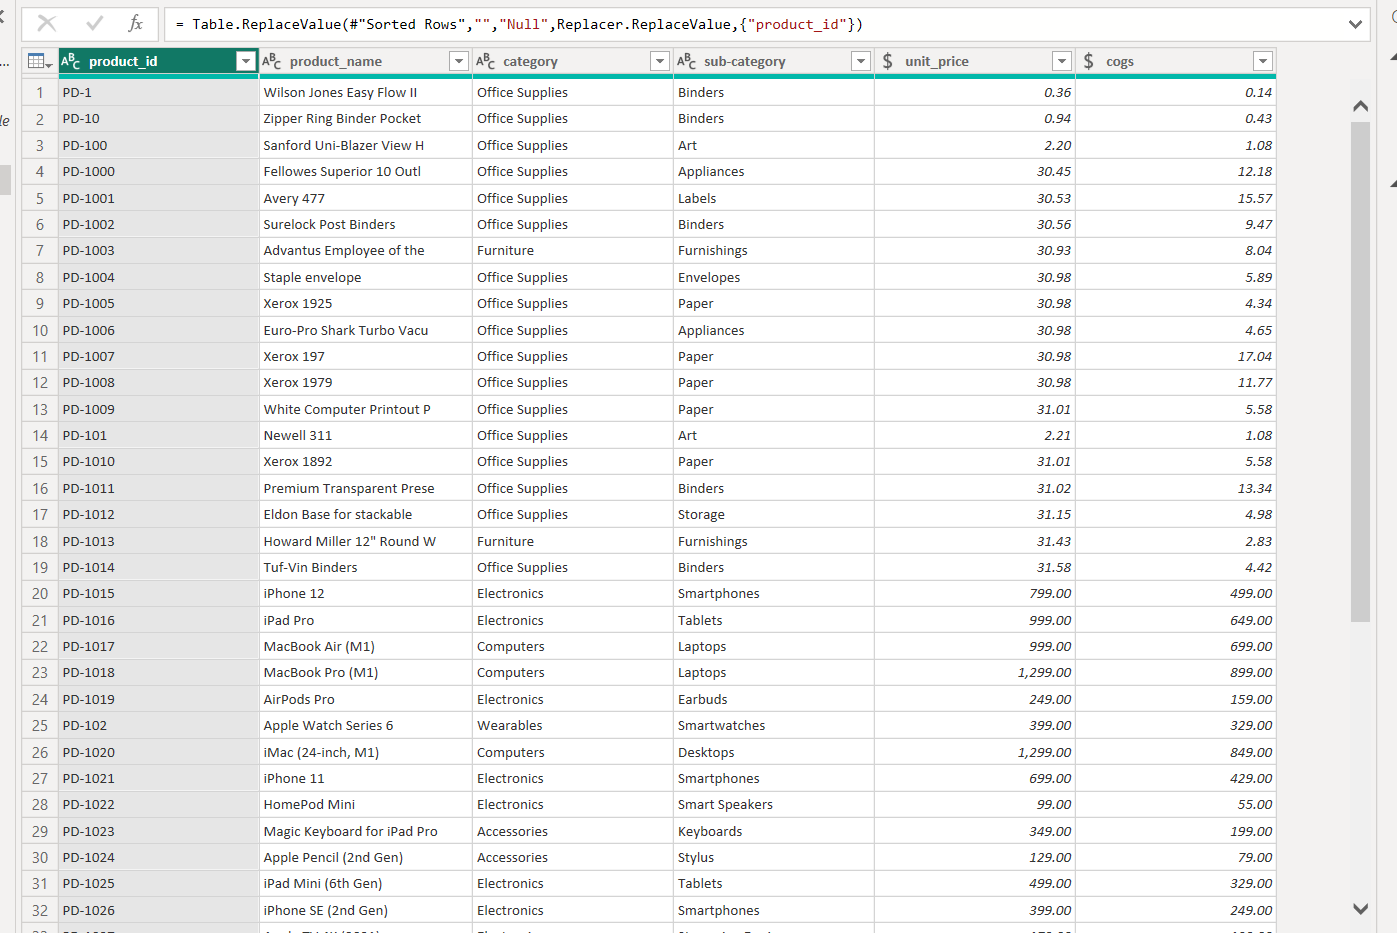 fx = Table.ReplaceValue(#"Sorted Rows","","Null",Replacer.ReplaceValue,{"product_id"})
ABC product_id ABC product_name ABC category ABC sub-category $ unit_price $ cogs
1 PD-1 Wilson Jones Easy Flow II Office Supplies Binders 0.36 0.14
2 PD-10 Zipper Ring Binder Pocket Office Supplies Binders 0.94 0.43
3 PD-100 Sanford Uni-Blazer View H Office Supplies Art 2.20 1.08
4 PD-1000 Fellowes Superior 10 Outl Office Supplies Appliances 30.45 12.18
5 PD-1001 Avery 477 Office Supplies Labels 30.53 15.57
6 PD-1002 Surelock Post Binders Office Supplies Binders 30.56 9.47
7 PD-1003 Advantus Employee of the Furniture Furnishings 30.93 8.04
8 PD-1004 Staple envelope Office Supplies Envelopes 30.98 5.89
9 PD-1005 Xerox 1925 Office Supplies Paper 30.98 4.34
10 PD-1006 Euro-Pro Shark Turbo Vacu Office Supplies Appliances 30.98 4.65
11 PD-1007 Xerox 197 Office Supplies Paper 30.98 17.04
12 PD-1008 Xerox 1979 Office Supplies Paper 30.98 11.77
13 PD-1009 White Computer Printout P Office Supplies Paper 31.01 5.58
14 PD-101 Newell 311 Office Supplies Art 2.21 1.08
15 PD-1010 Xerox 1892 Office Supplies Paper 31.01 5.58
16 PD-1011 Premium Transparent Prese Office Supplies Binders 31.02 13.34
17 PD-1012 Eldon Base for stackable Office Supplies Storage 31.15 4.98
18 PD-1013 Howard Miller 12" Round W Furniture Furnishings 31.43 2.83
19 PD-1014 Tuf-Vin Binders Office Supplies Binders 31.58 4.42
20 PD-1015 iPhone 12 Electronics Smartphones 799.00 499.00
21 PD-1016 iPad Pro Electronics Tablets 999.00 649.00
22 PD-1017 MacBook Air (M1) Computers Laptops 999.00 699.00
23 PD-1018 MacBook Pro (M1) Computers Laptops 1,299.00 899.00
24 PD-1019 AirPods Pro Electronics Earbuds 249.00 159.00
25 PD-102 Apple Watch Series 6 Wearables Smartwatches 399.00 329.00
26 PD-1020 iMac (24-inch, M1) Computers Desktops 1,299.00 849.00
27 PD-1021 iPhone 11 Electronics Smartphones 699.00 429.00
28 PD-1022 HomePod Mini Electronics Smart Speakers 99.00 55.00
29 PD-1023 Magic Keyboard for iPad Pro Accessories Keyboards 349.00 199.00
30 PD-1024 Apple Pencil (2nd Gen) Accessories Stylus 129.00 79.00
31 PD-1025 iPad Mini (6th Gen) Electronics Tablets 499.00 329.00
32 PD-1026 iPhone SE (2nd Gen) Electronics Smartphones 399.00 249.00